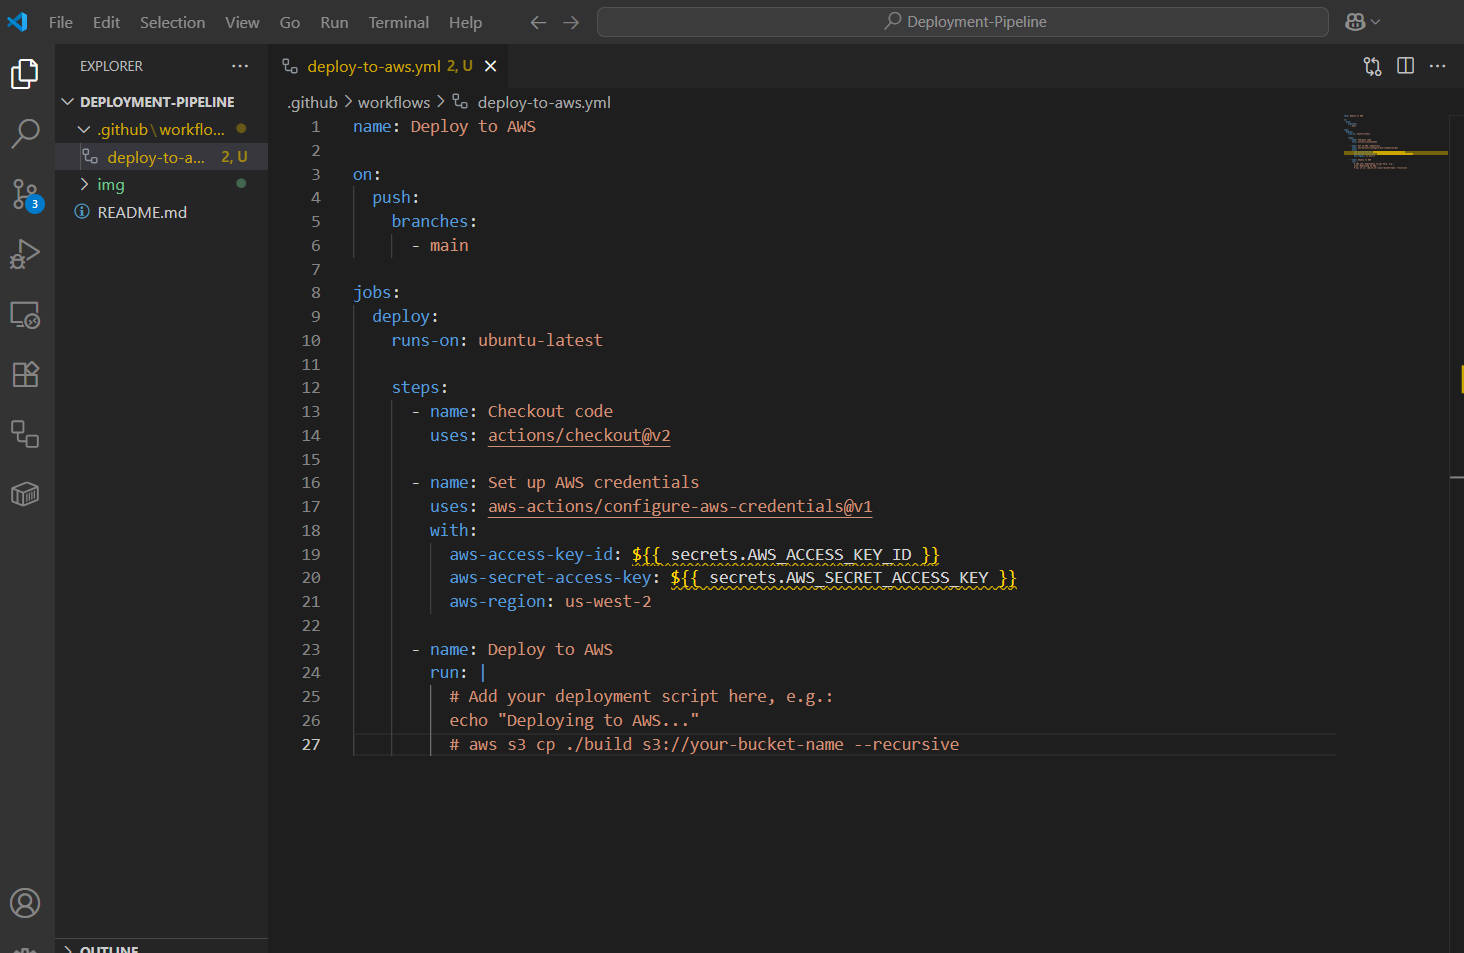 File Edit Selection View Go Run Terminal Help
Deployment-Pipeline
EXPLORER
DEPLOYMENT-PIPELINE
.github\workflo...
deploy-to-a... 2, U
img
README.md
3
OUTLINE
deploy-to-aws.yml 2, U
.github > workflows > deploy-to-aws.yml
1 name: Deploy to AWS
2
3 on:
4 push:
5 branches:
6 - main
7
8 jobs:
9 deploy:
10 runs-on: ubuntu-latest
11
12 steps:
13 - name: Checkout code
14 uses: actions/checkout@v2
15
16 - name: Set up AWS credentials
17 uses: aws-actions/configure-aws-credentials@v1
18 with:
19 aws-access-key-id: ${{ secrets.AWS_ACCESS_KEY_ID }}
20 aws-secret-access-key: ${{ secrets.AWS_SECRET_ACCESS_KEY }}
21 aws-region: us-west-2
22
23 - name: Deploy to AWS
24 run: |
25 # Add your deployment script here, e.g.:
26 echo "Deploying to AWS..."
27 # aws s3 cp ./build s3://your-bucket-name --recursive